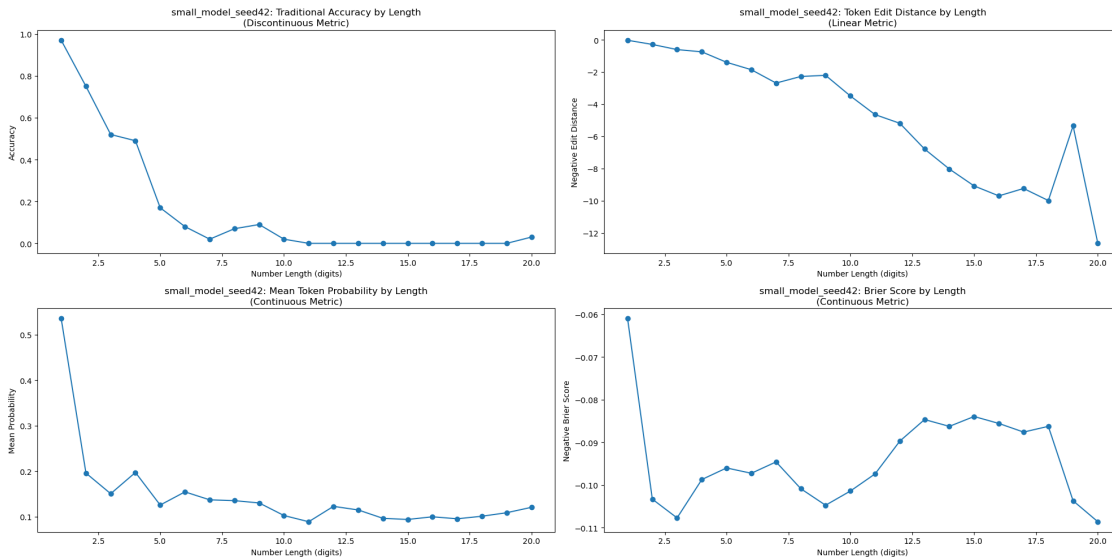 small_model_seed42: Traditional Accuracy by Length
(Discontinuous Metric)
1.0
0.8
0.6
0.4
0.2
0.0
Accuracy
2.5 5.0 7.5 10.0 12.5 15.0 17.5 20.0
Number Length (digits)
small_model_seed42: Token Edit Distance by Length
(Linear Metric)
0
−2
−4
−6
−8
−10
−12
Negative Edit Distance
2.5 5.0 7.5 10.0 12.5 15.0 17.5 20.0
Number Length (digits)
small_model_seed42: Mean Token Probability by Length
(Continuous Metric)
0.5
0.4
0.3
0.2
0.1
Mean Probability
2.5 5.0 7.5 10.0 12.5 15.0 17.5 20.0
Number Length (digits)
small_model_seed42: Brier Score by Length
(Continuous Metric)
−0.06
−0.07
−0.08
−0.09
−0.10
−0.11
Negative Brier Score
2.5 5.0 7.5 10.0 12.5 15.0 17.5 20.0
Number Length (digits)